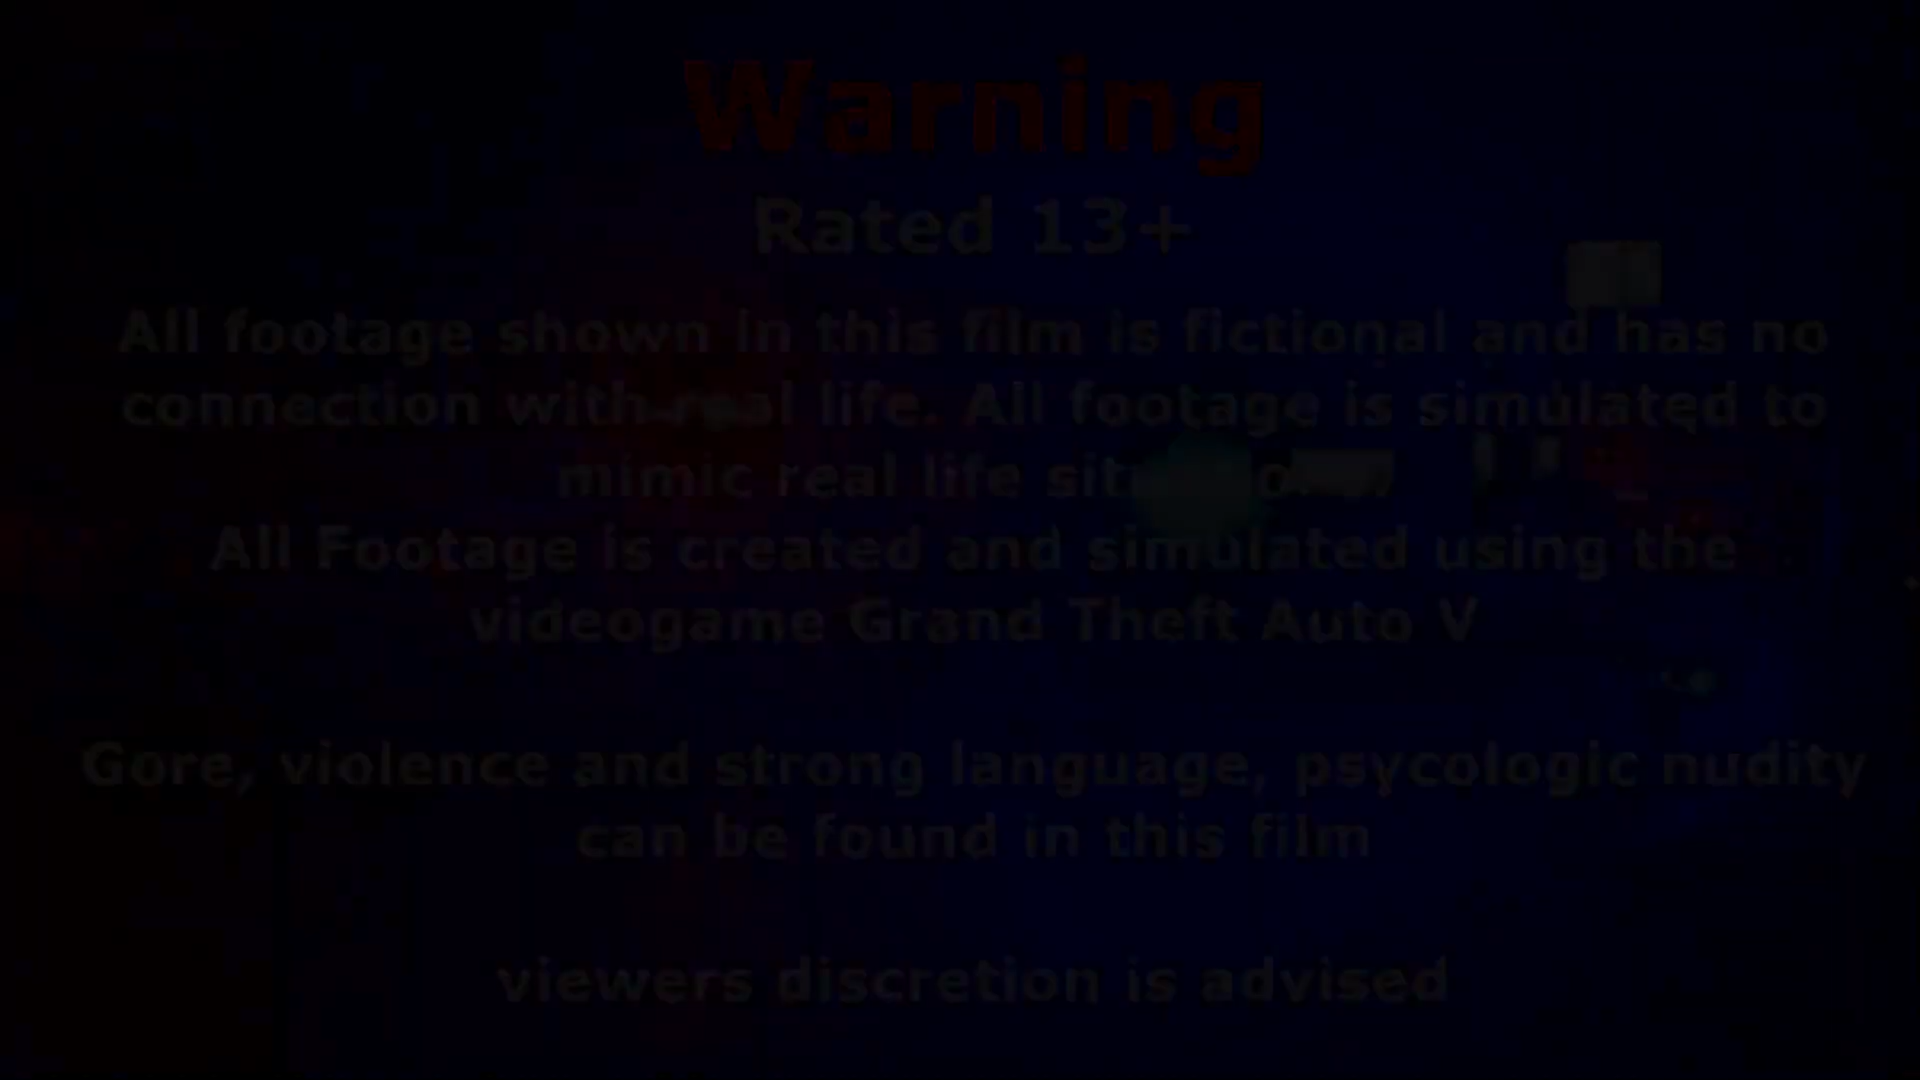 Warning
Rated 13+
All footage shown in this film is fictional and has no
connection with real life. All footage is simulated to
mimic real life
All Footage is created and simulated using the
videogame Grand Theft Auto V
Gore, violence and strong language, psycologic nudity
can be found in this film
viewers discretion is advised